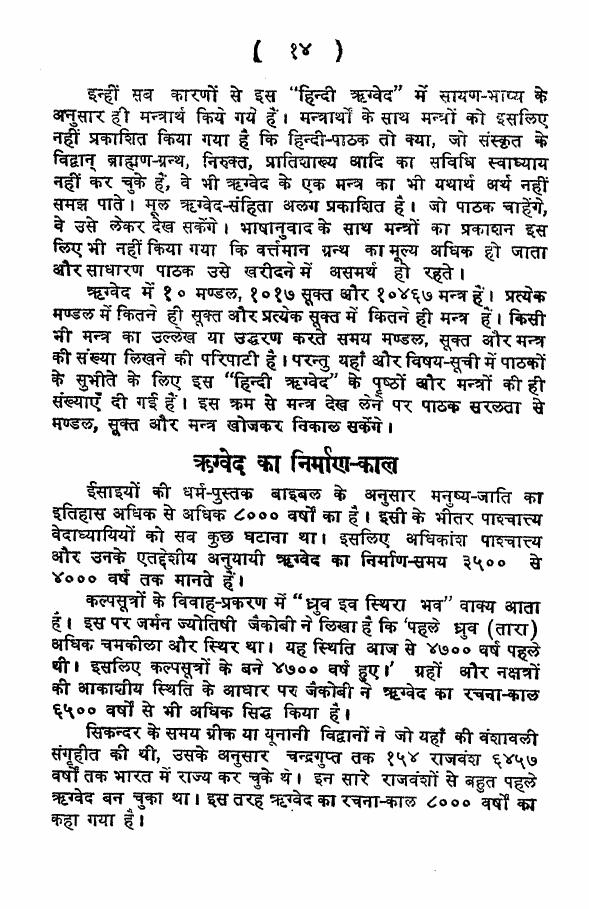 ( १४ )
इन्हीं सब कारणों से इस “हिन्दी ऋग्वेद” में सायण-भाष्य के
अनुसार ही मन्त्रार्थ किये गये हैं। मन्त्रार्थों के साथ मन्त्रों को इसलिए
नहीं प्रकाशित किया गया है कि हिन्दी-पाठक तो क्या, जो संस्कृत के
विद्वान् ब्राह्मण-ग्रन्थ, निरुक्त, प्रातिशाख्य आदि का सविधि स्वाध्याय
नहीं कर चुके हैं, वे भी ऋग्वेद के एक मन्त्र का भी यथार्थ अर्थ नहीं
समझ पाते। मूल ऋग्वेद-संहिता अलग प्रकाशित है। जो पाठक चाहेंगे,
वे उसे लेकर देख सकेंगे। भाषानुवाद के साथ मन्त्रों का प्रकाशन इस
लिए भी नहीं किया गया कि वर्त्तमान ग्रन्थ का मूल्य अधिक हो जाता
और साधारण पाठक उसे खरीदने में असमर्थ हो रहते।
ऋग्वेद में १० मण्डल, १०१७ सूक्त और १०४६७ मन्त्र हैं। प्रत्येक
मण्डल में कितने ही सूक्त और प्रत्येक सूक्त में कितने ही मन्त्र हैं। किसी
भी मन्त्र का उल्लेख या उद्धरण करते समय मण्डल, सूक्त और मन्त्र
की संख्या लिखने की परिपाटी है। परन्तु यहाँ और विषय-सूची में पाठकों
के सुभीते के लिए इस “हिन्दी ऋग्वेद” के पृष्ठों और मन्त्रों की ही
संख्याएँ दी गई हैं। इस क्रम से मन्त्र देख लेने पर पाठक सरलता से
मण्डल, सूक्त और मन्त्र खोजकर निकाल सकेंगे।
ऋग्वेद का निर्माण-काल
ईसाइयों की धर्म-पुस्तक बाइबल के अनुसार मनुष्य-जाति का
इतिहास अधिक से अधिक ८००० वर्षों का है। इसी के भीतर पाश्चात्त्य
वेदाध्यायियों को सब कुछ घटाना था। इसलिए अधिकांश पाश्चात्त्य
और उनके एतद्देशीय अनुयायी ऋग्वेद का निर्माण-समय ३५०० से
४००० वर्ष तक मानते हैं।
कल्पसूत्रों के विवाह-प्रकरण में “ध्रुव इव स्थिरा भव” वाक्य आता
है। इस पर जर्मन ज्योतिषी जैकोबी ने लिखा है कि ‘पहले ध्रुव (तारा)
अधिक चमकीला और स्थिर था। यह स्थिति आज से ४७०० वर्ष पहले
थी। इसलिए कल्पसूत्रों के बने ४७०० वर्ष हुए।’ ग्रहों और नक्षत्रों
की आकाशीय स्थिति के आधार पर जैकोबी ने ऋग्वेद का रचना-काल
६५०० वर्षों से भी अधिक सिद्ध किया है।
सिकन्दर के समय ग्रीक या यूनानी विद्वानों ने जो यहाँ की वंशावली
संगृहीत की थी, उसके अनुसार चन्द्रगुप्त तक १५४ राजवंश ६४५७
वर्षों तक भारत में राज्य कर चुके थे। इन सारे राजवंशों से बहुत पहले
ऋग्वेद बन चुका था। इस तरह ऋग्वेद का रचना-काल ८००० वर्षों का
कहा गया है।